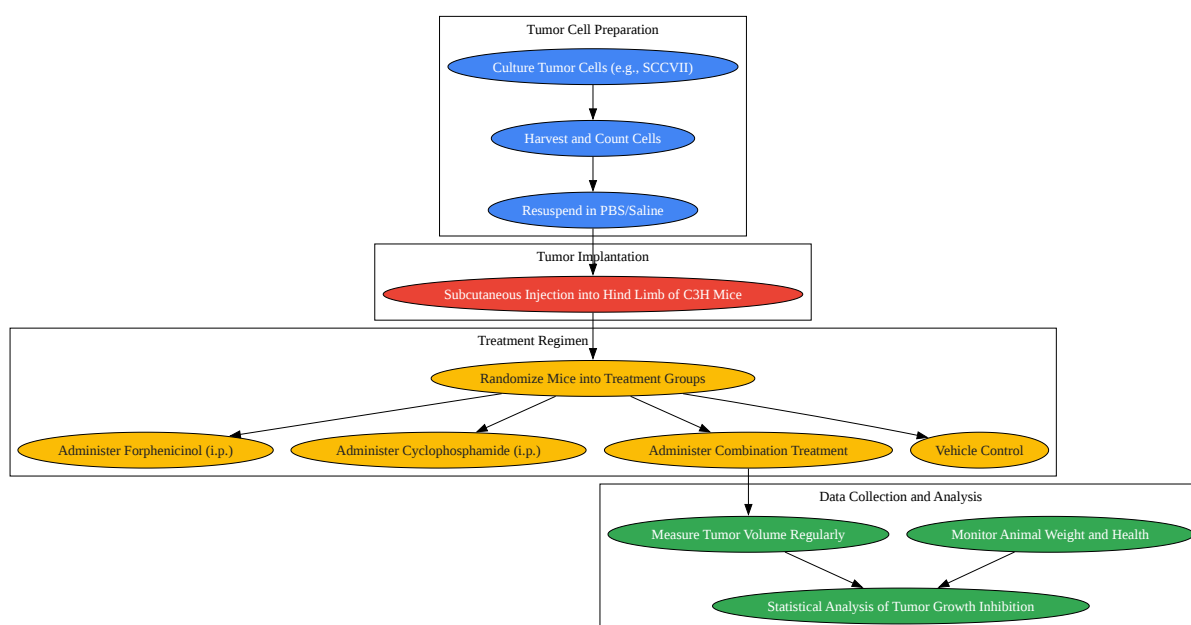 Tumor Cell Preparation
Culture Tumor Cells (e.g., SCCVII)
Harvest and Count Cells
Resuspend in PBS/Saline
Tumor Implantation
Subcutaneous Injection into Hind Limb of C3H Mice
Treatment Regimen
Randomize Mice into Treatment Groups
Administer Forphenicinol (i.p.)
Administer Cyclophosphamide (i.p.)
Administer Combination Treatment
Vehicle Control
Data Collection and Analysis
Measure Tumor Volume Regularly
Monitor Animal Weight and Health
Statistical Analysis of Tumor Growth Inhibition